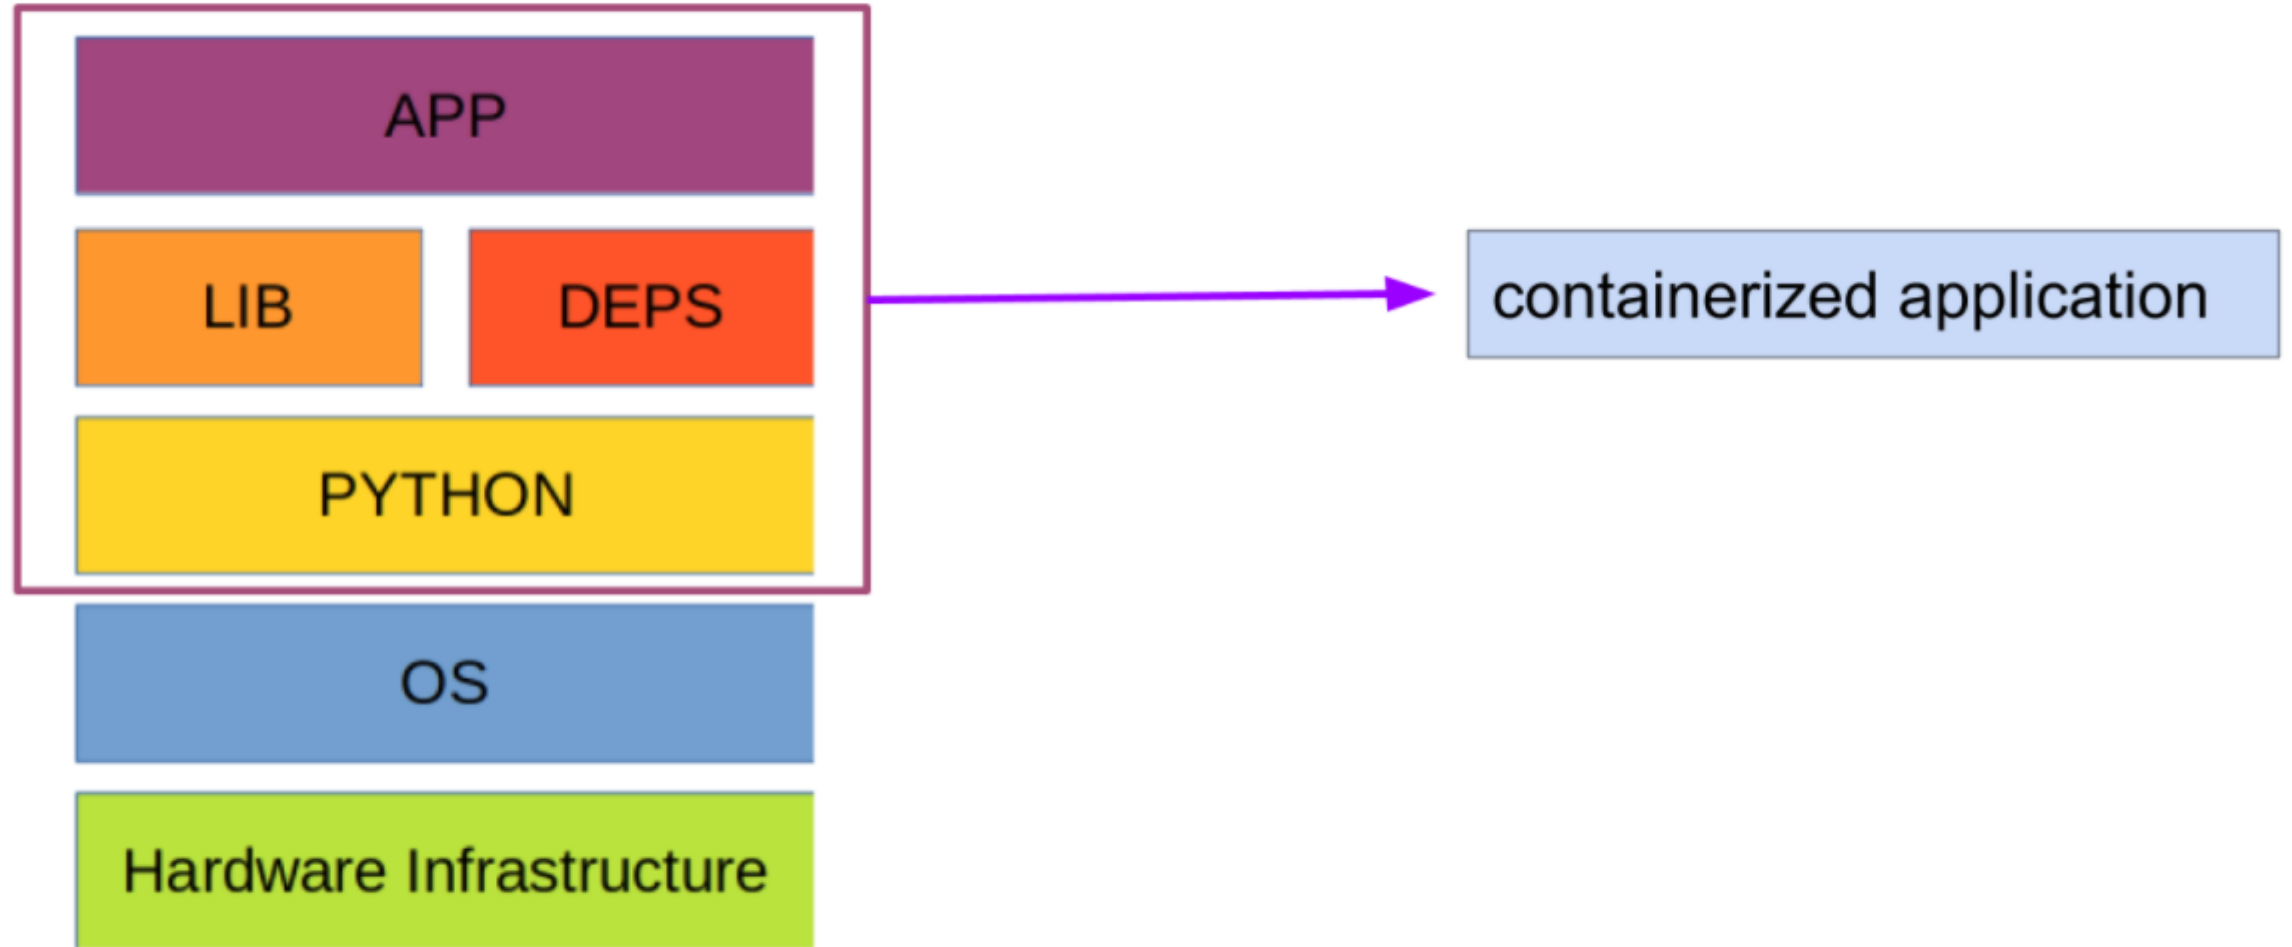 APP
LIB
DEPS
containerized application
PYTHON
OS
Hardware Infrastructure